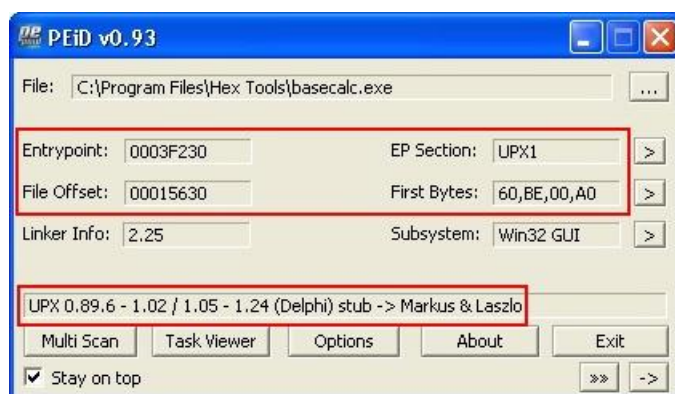 PEiD v0.93
File: C:\Program Files\Hex Tools\basecalc.exe ...
Entrypoint: 0003F230 EP Section: UPX1 >
File Offset: 00015630 First Bytes: 60,BE,00,A0 >
Linker Info: 2.25 Subsystem: Win32 GUI >
UPX 0.89.6 - 1.02 / 1.05 - 1.24 (Delphi) stub -> Markus & Laszlo
Multi Scan Task Viewer Options About Exit
Stay on top »» ->